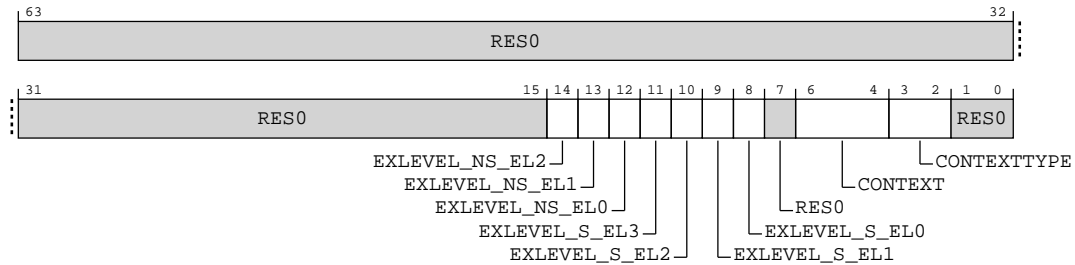 63 32
RES0
31 15 14 13 12 11 10 9 8 7 6 4 3 2 1 0
RES0 RES0
EXLEVEL_NS_EL2 CONTEXTTYPE
EXLEVEL_NS_EL1 CONTEXT
EXLEVEL_NS_EL0 RES0
EXLEVEL_S_EL3 EXLEVEL_S_EL0
EXLEVEL_S_EL2 EXLEVEL_S_EL1